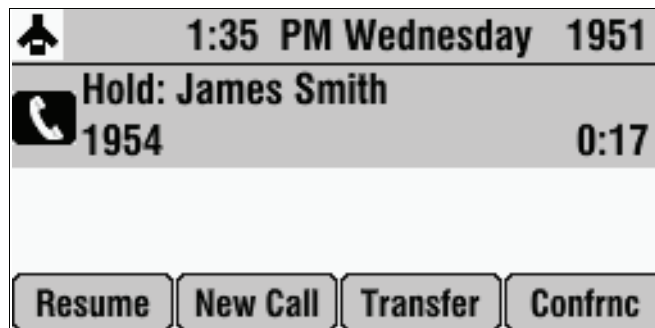 1:35 PM Wednesday 1951
Hold: James Smith
1954 0:17
Resume New Call Transfer Confrnc